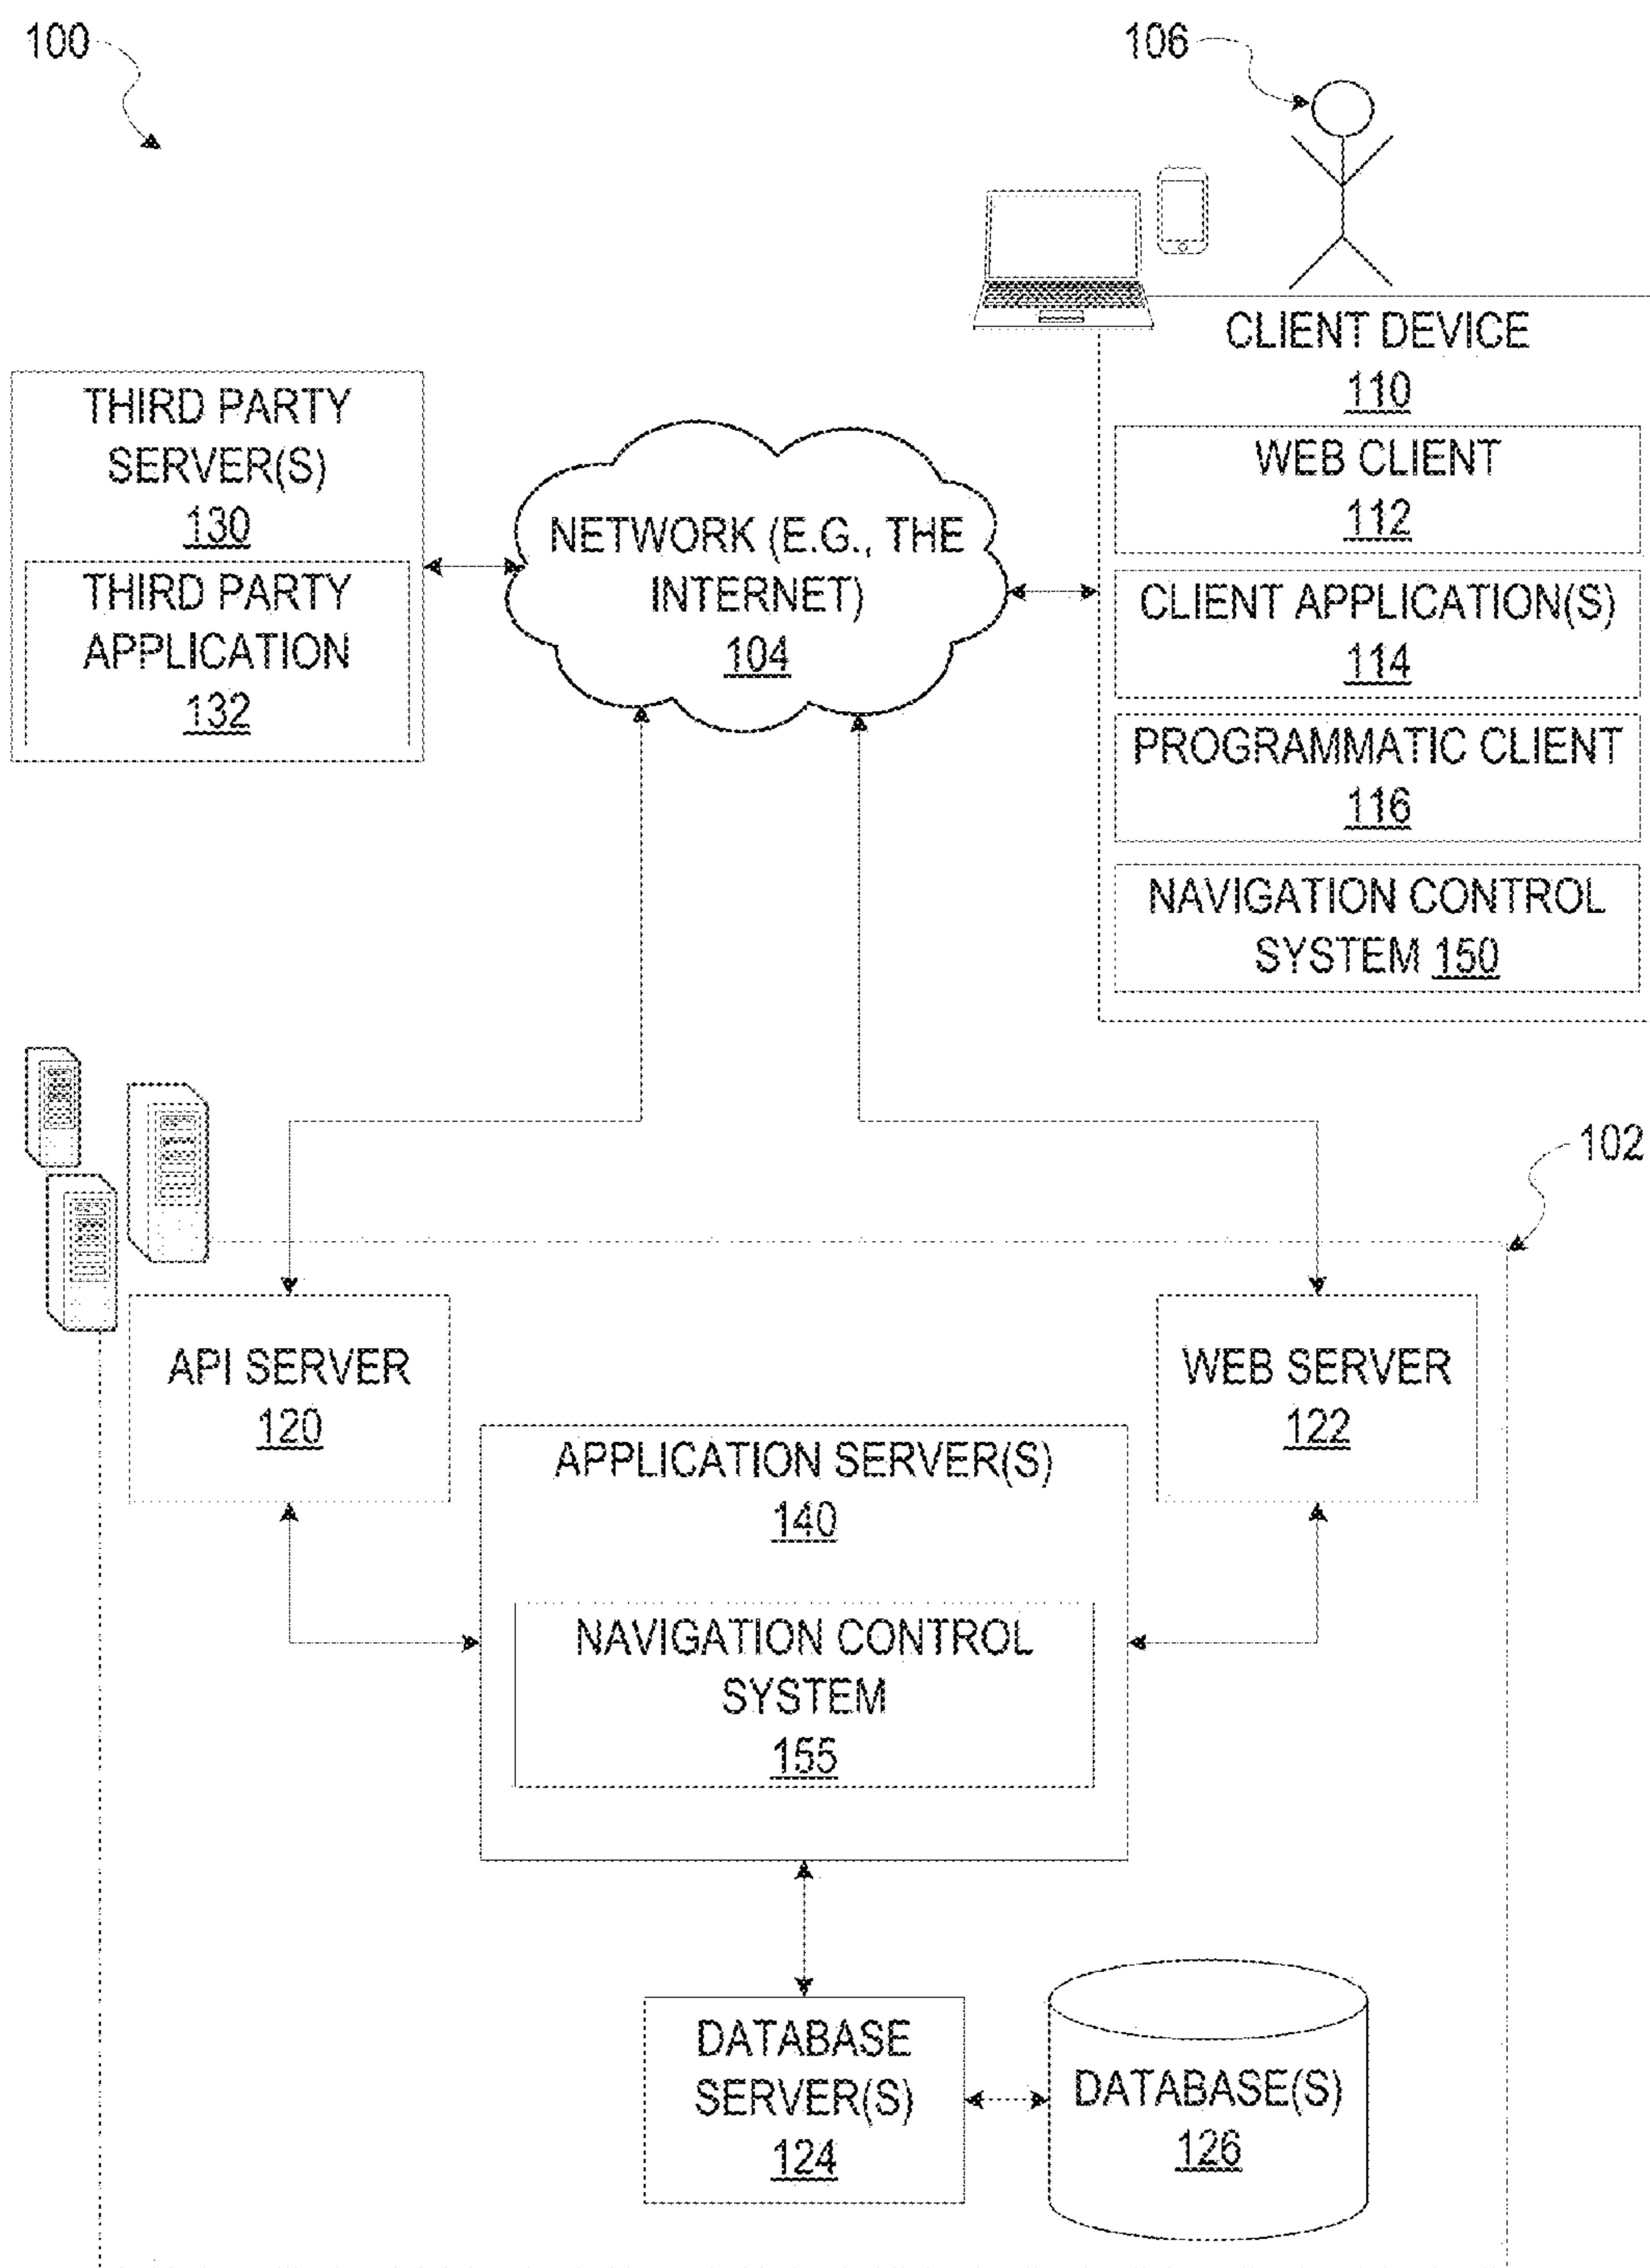 100
106
CLIENT DEVICE
110
WEB CLIENT
112
CLIENT APPLICATION(S)
114
PROGRAMMATIC CLIENT
116
NAVIGATION CONTROL
SYSTEM 150
THIRD PARTY
SERVER(S)
130
THIRD PARTY
APPLICATION
132
NETWORK (E.G., THE
INTERNET)
104
102
API SERVER
120
WEB SERVER
122
APPLICATION SERVER(S)
140
NAVIGATION CONTROL
SYSTEM
155
DATABASE
SERVER(S)
124
DATABASE(S)
126